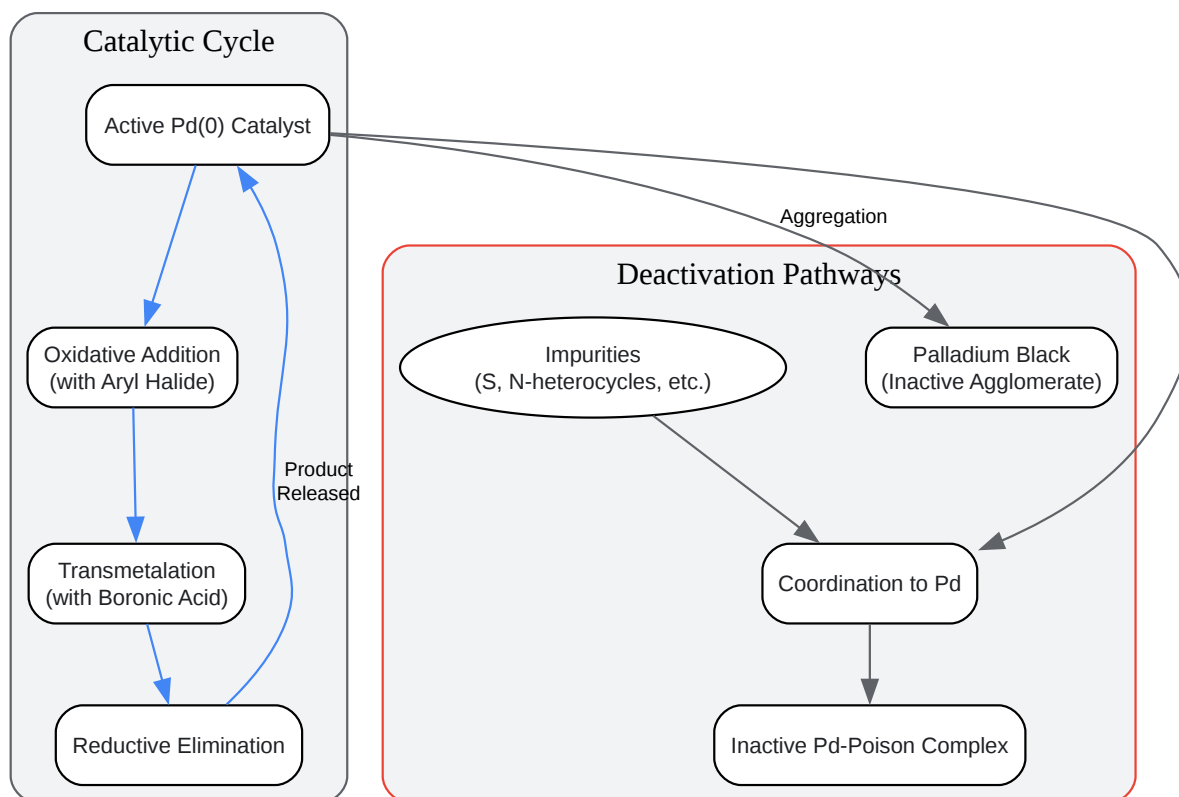 Catalytic Cycle
Active Pd(0) Catalyst
Aggregation
Deactivation Pathways
Oxidative Addition
(with Aryl Halide)
Impurities
(S, N-heterocycles, etc.)
Palladium Black
(Inactive Agglomerate)
Product
Released
Transmetalation
(with Boronic Acid)
Coordination to Pd
Reductive Elimination
Inactive Pd-Poison Complex